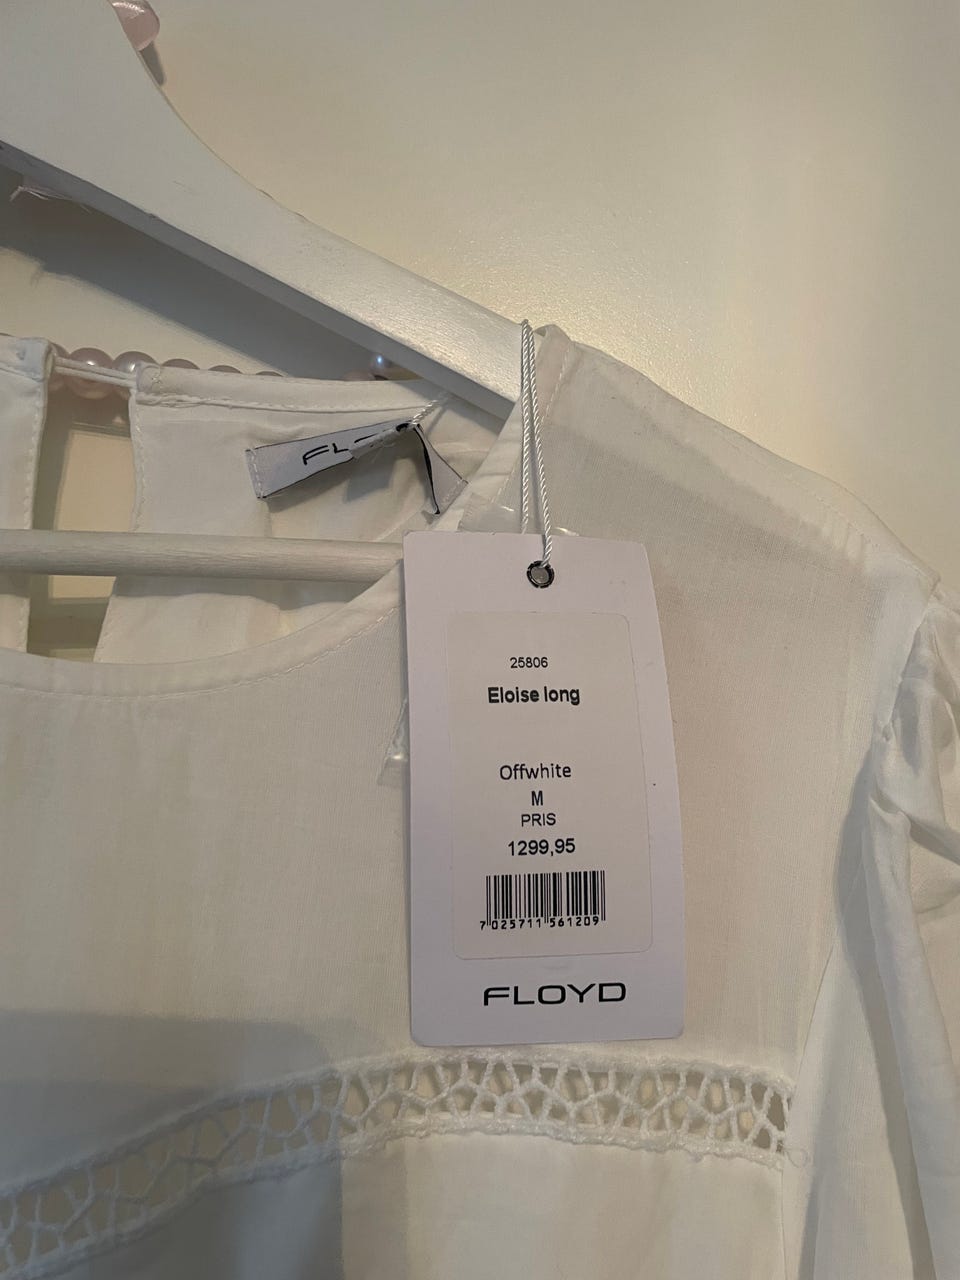 25806
Eloise long
Offwhite
M
PRIS
1299,95
7 025711 561209
FLOYD